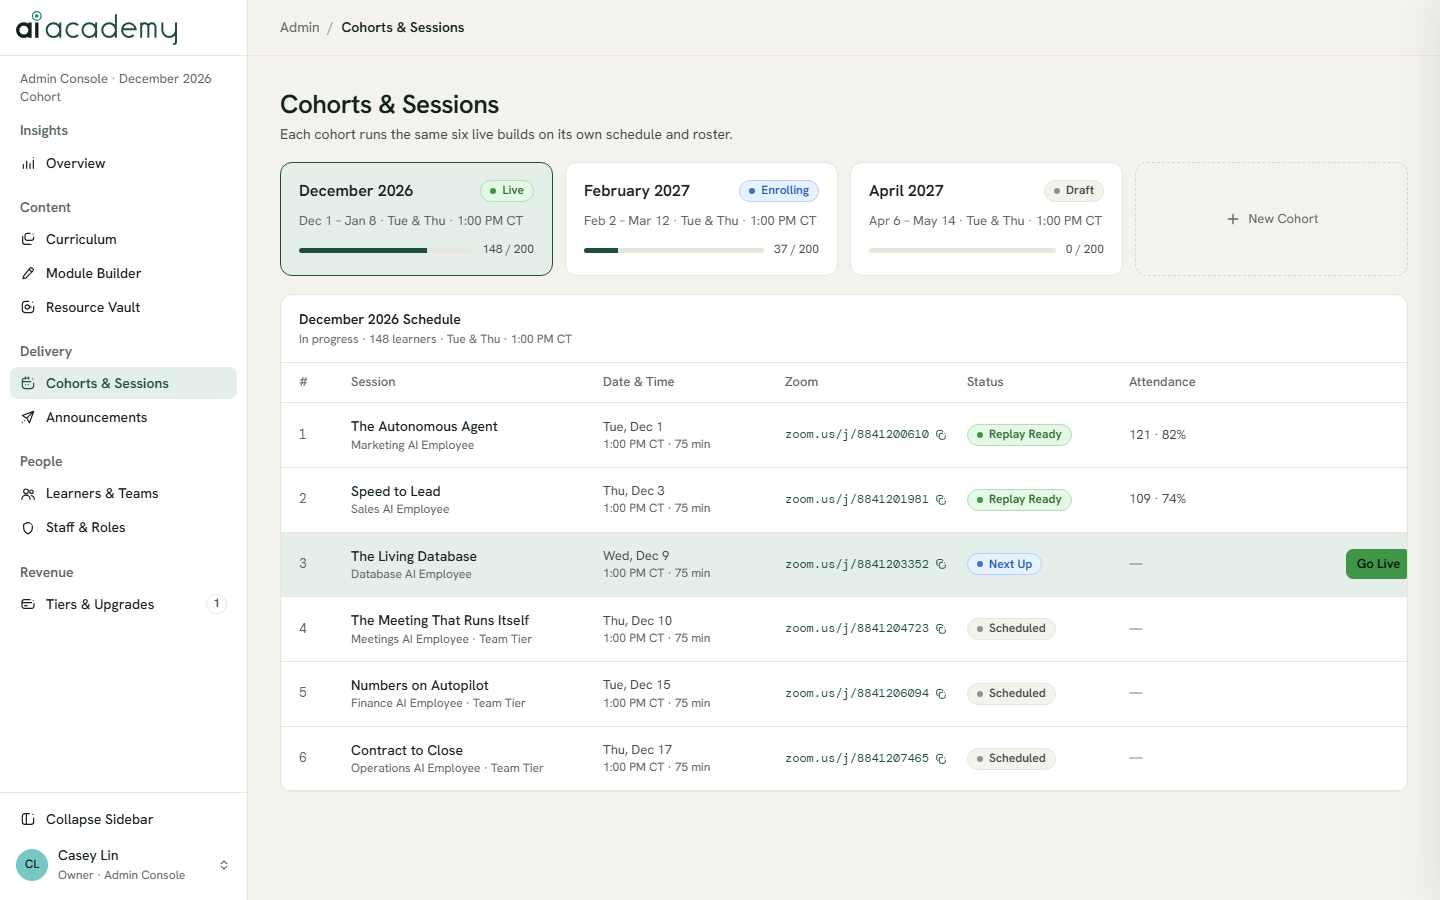 ai academy
Admin Console · December 2026
Cohort
Insights
Overview
Content
Curriculum
Module Builder
Resource Vault
Delivery
Cohorts & Sessions
Announcements
People
Learners & Teams
Staff & Roles
Revenue
Tiers & Upgrades 1
Collapse Sidebar
CL
Casey Lin
Owner · Admin Console
Admin / Cohorts & Sessions
Cohorts & Sessions
Each cohort runs the same six live builds on its own schedule and roster.
December 2026 Live
Dec 1 – Jan 8 · Tue & Thu · 1:00 PM CT
148 / 200
February 2027 Enrolling
Feb 2 – Mar 12 · Tue & Thu · 1:00 PM CT
37 / 200
April 2027 Draft
Apr 6 – May 14 · Tue & Thu · 1:00 PM CT
0 / 200
+ New Cohort
December 2026 Schedule
In progress · 148 learners · Tue & Thu · 1:00 PM CT
# Session Date & Time Zoom Status Attendance
1 The Autonomous Agent Tue, Dec 1 zoom.us/j/8841200610 Replay Ready 121 · 82%
Marketing AI Employee 1:00 PM CT · 75 min
2 Speed to Lead Thu, Dec 3 zoom.us/j/8841201981 Replay Ready 109 · 74%
Sales AI Employee 1:00 PM CT · 75 min
3 The Living Database Wed, Dec 9 zoom.us/j/8841203352 Next Up — Go Live
Database AI Employee 1:00 PM CT · 75 min
4 The Meeting That Runs Itself Thu, Dec 10 zoom.us/j/8841204723 Scheduled —
Meetings AI Employee · Team Tier 1:00 PM CT · 75 min
5 Numbers on Autopilot Tue, Dec 15 zoom.us/j/8841206094 Scheduled —
Finance AI Employee · Team Tier 1:00 PM CT · 75 min
6 Contract to Close Thu, Dec 17 zoom.us/j/8841207465 Scheduled —
Operations AI Employee · Team Tier 1:00 PM CT · 75 min